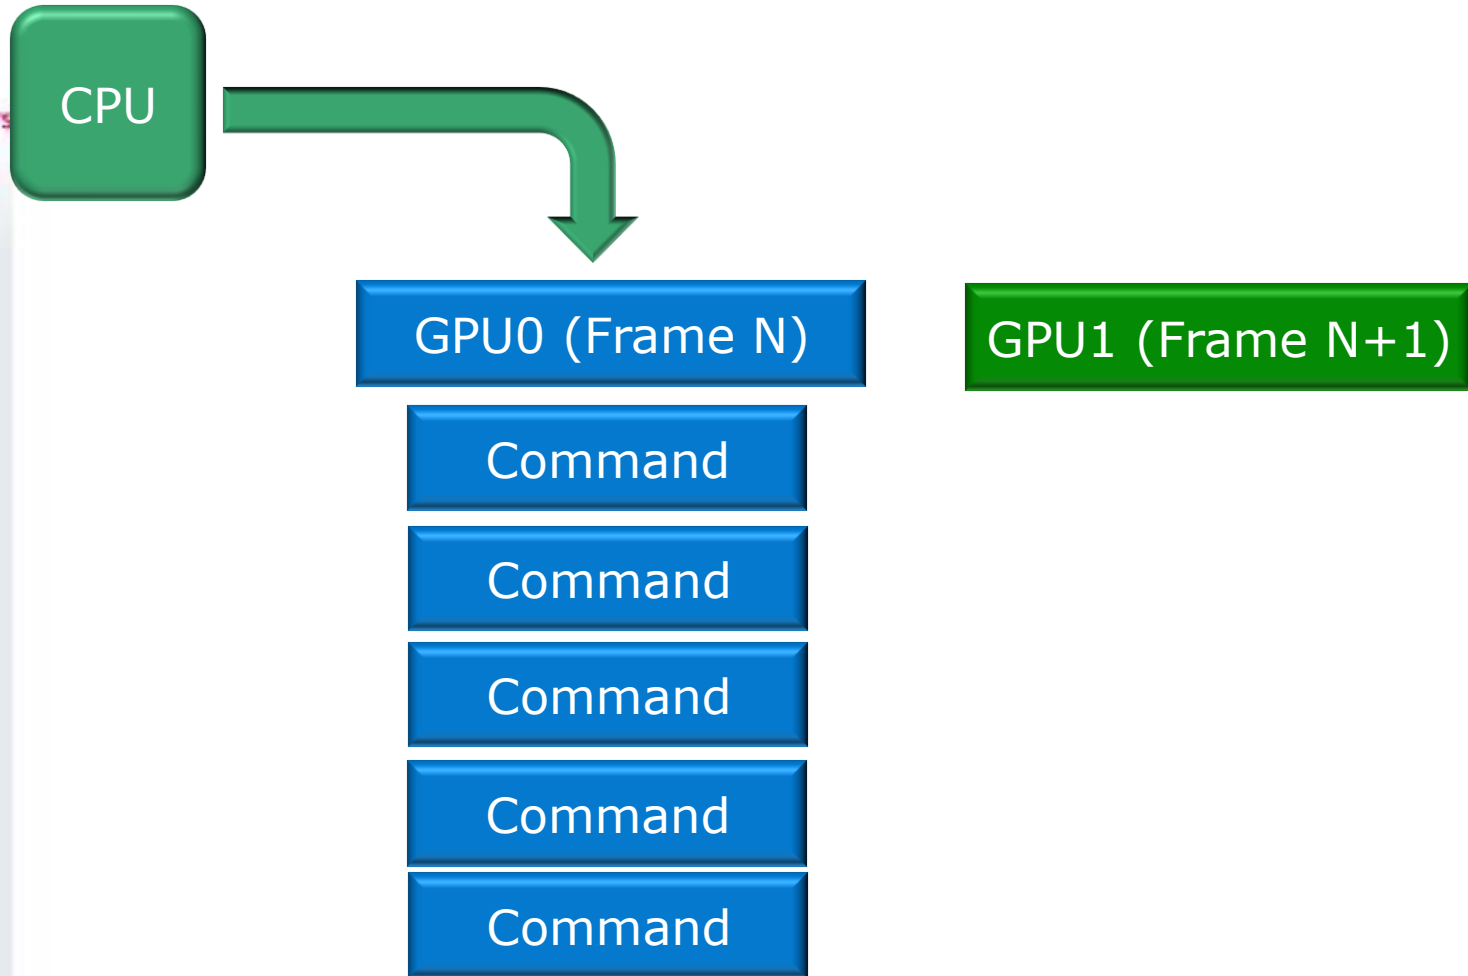 CPU
GPU0 (Frame N)
GPU1 (Frame N+1)
Command
Command
Command
Command
Command